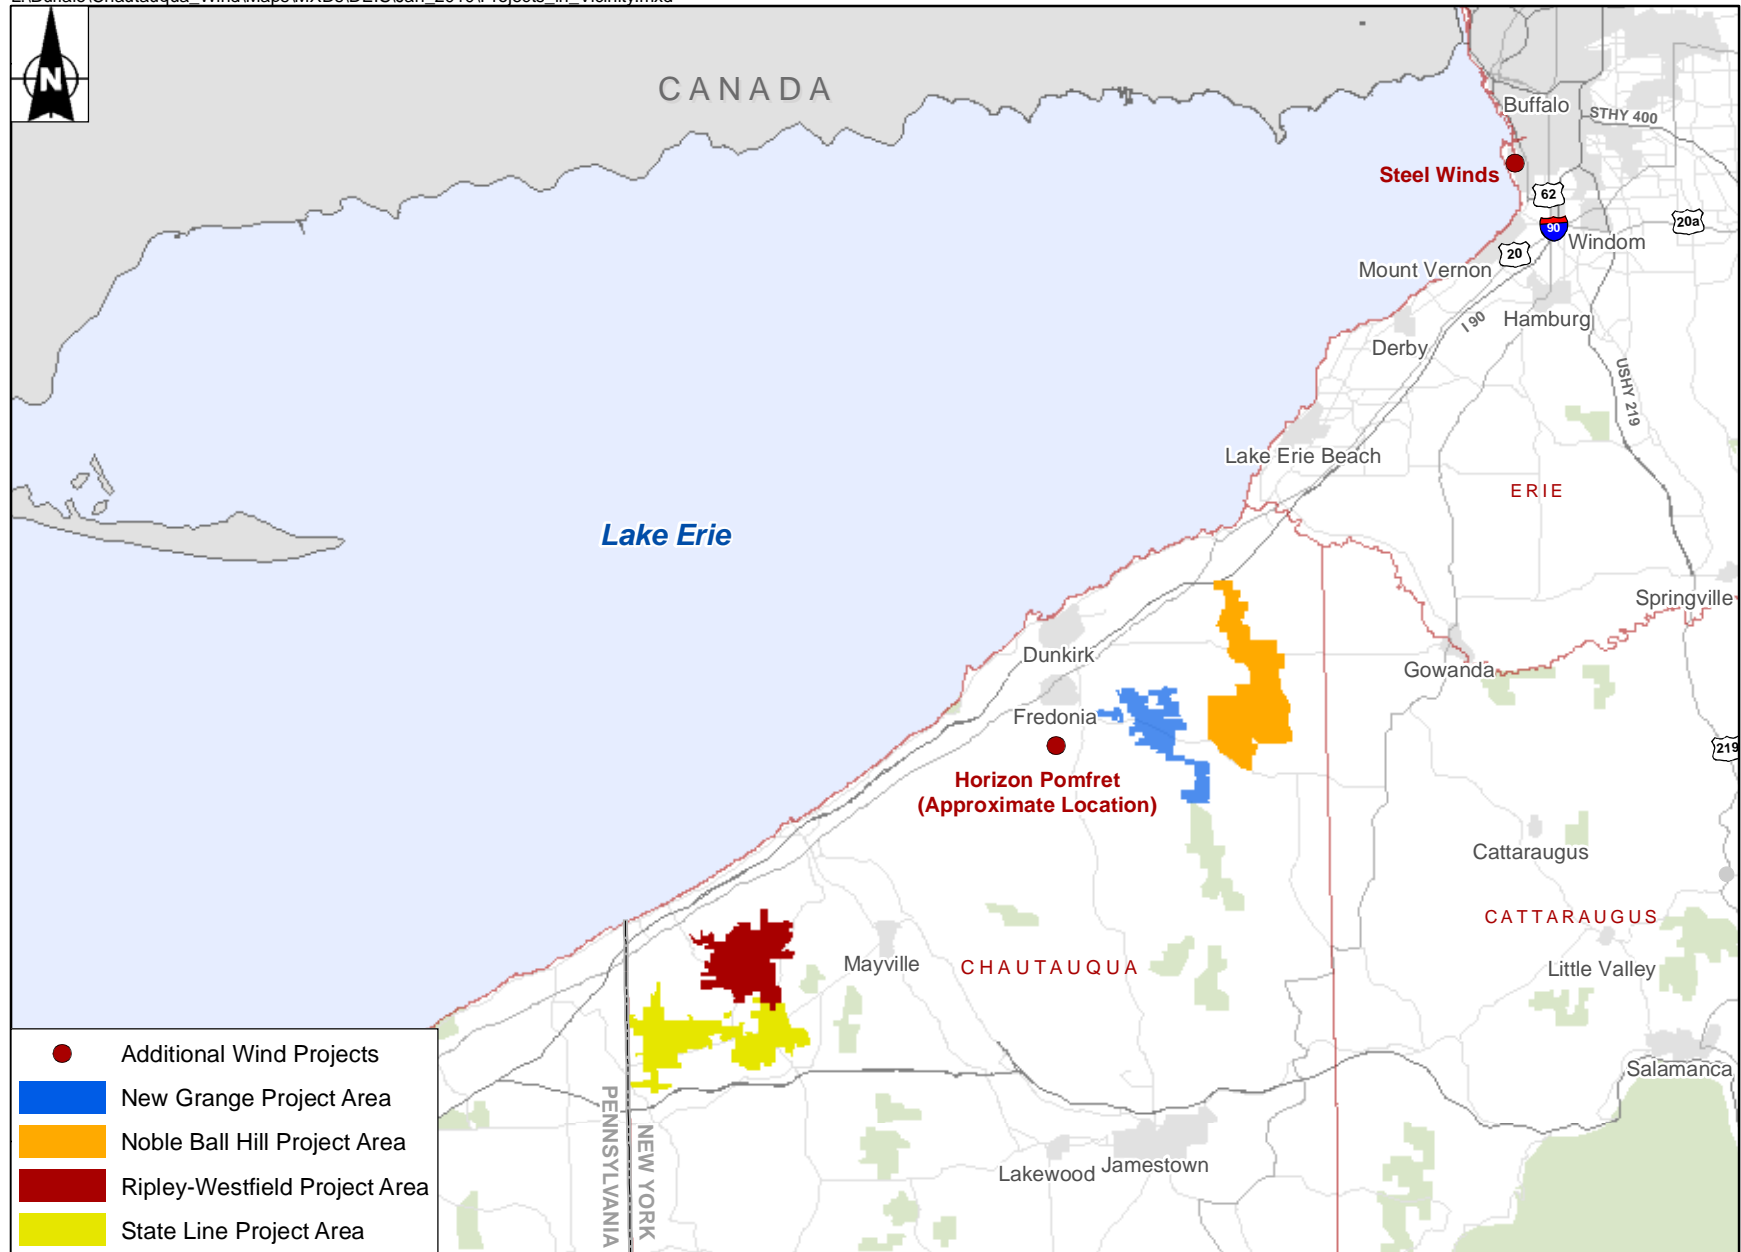 N
CANADA
Buffalo
STHY 400
Steel Winds
62
20a
90
Windom
20
Mount Vernon
I 90
Hamburg
Derby
USHY 219
Lake Erie Beach
ERIE
Lake Erie
Springville
Dunkirk
Gowanda
Fredonia
219
Horizon Pomfret
(Approximate Location)
Cattaraugus
CATTARAUGUS
Mayville
CHAUTAUQUA
Little Valley
Salamanca
PENNSYLVANIA
NEW YORK
Lakewood
Jamestown
Additional Wind Projects
New Grange Project Area
Noble Ball Hill Project Area
Ripley-Westfield Project Area
State Line Project Area